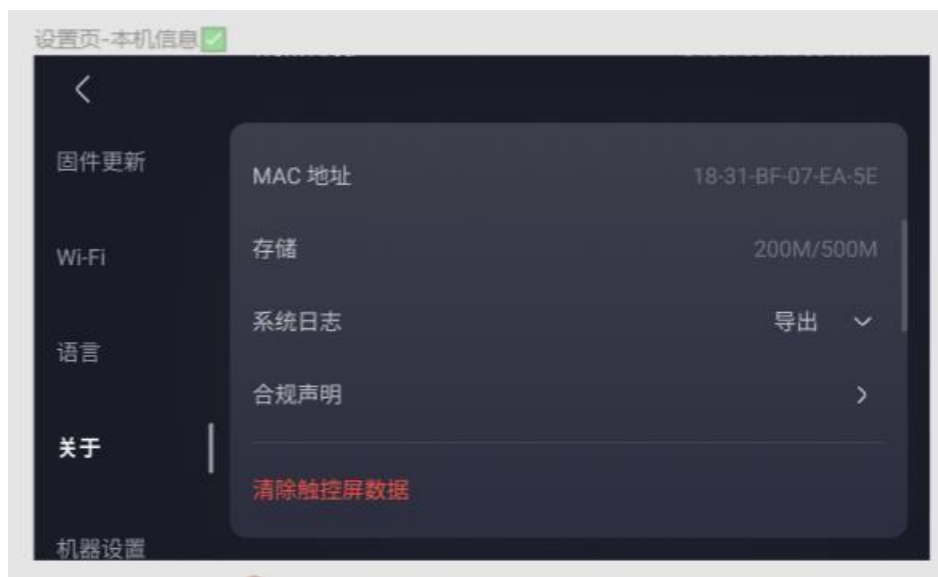 设置页-本机信息✅
固件更新
MAC 地址 18-31-BF-07-EA-5E
Wi-Fi
存储 200M/500M
系统日志 导出
语言
合规声明
关于
清除触控屏数据
机器设置